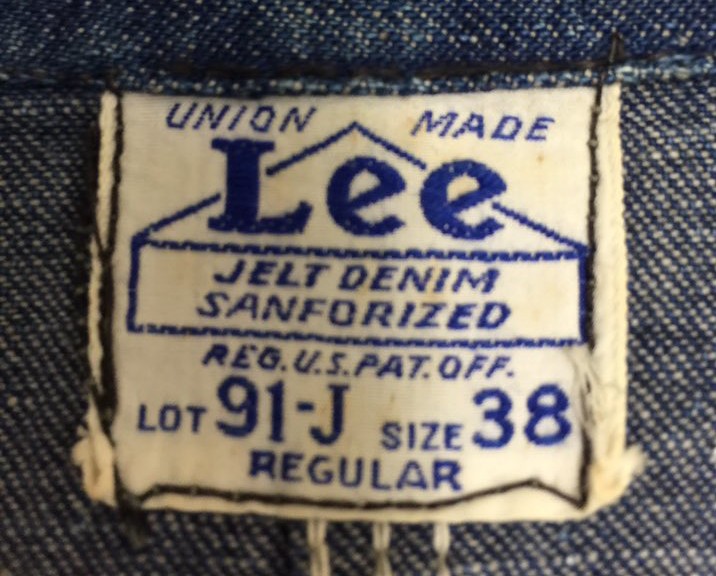 UNION MADE
Lee
JELT DENIM
SANFORIZED
REG. U.S. PAT. OFF.
LOT 91-J SIZE 38
REGULAR